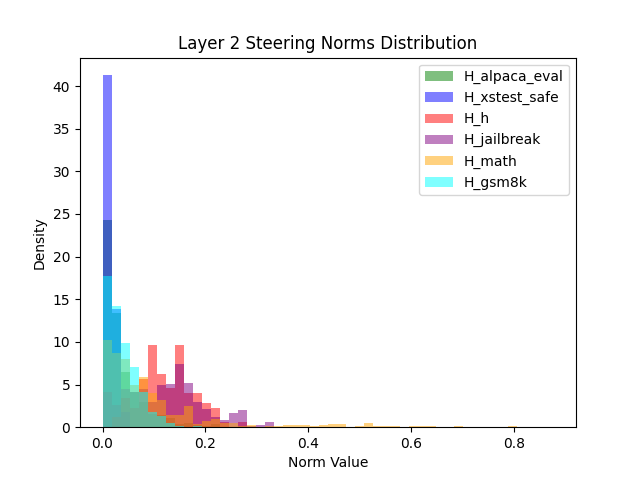 Layer 2 Steering Norms Distribution
H_alpaca_eval
H_xstest_safe
H_h
H_jailbreak
H_math
H_gsm8k
Density
40
35
30
25
20
15
10
5
0
0.0 0.2 0.4 0.6 0.8
Norm Value